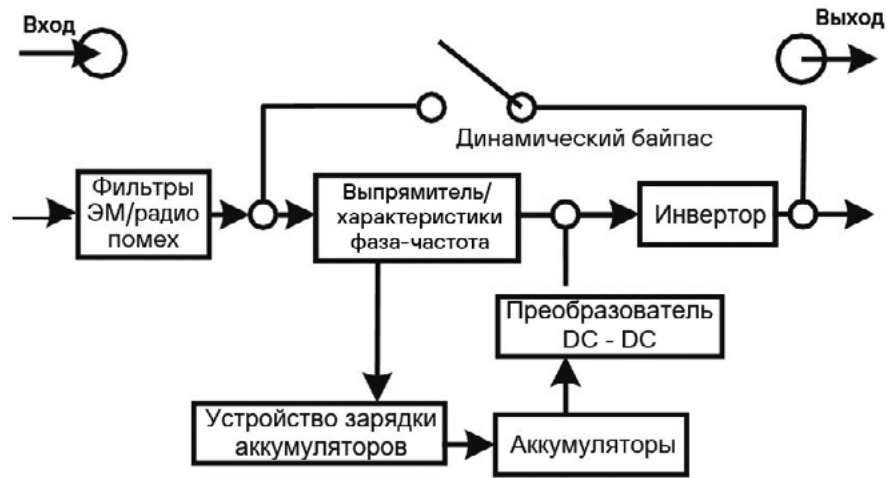 Вход
Выход
Динамический байпас
Фильтры
ЭМ/радио
помех
Выпрямитель/
характеристики
фаза-частота
Инвертор
Преобразователь
DC - DC
Устройство зарядки
аккумуляторов
Аккумуляторы